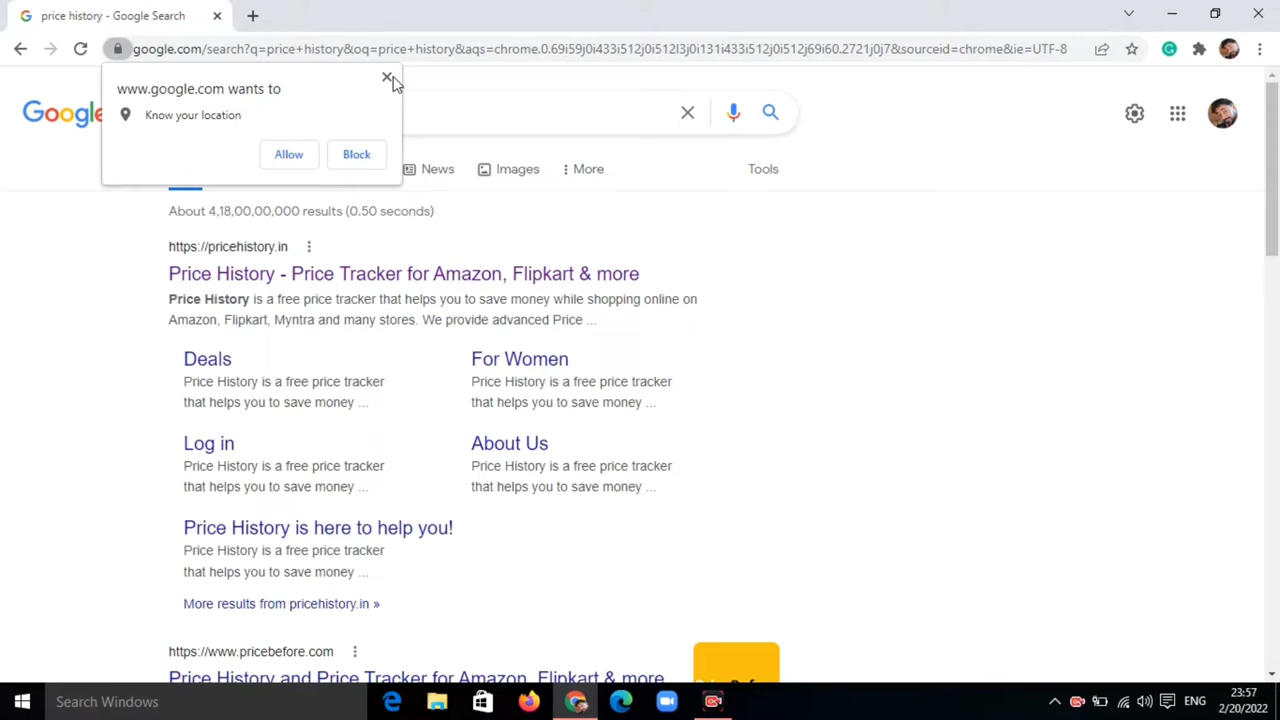 price history - Google Search
google.com/search?q=price+history&oq=price+history&aqs=chrome.0.69i59j0i433i512j0i512l3j0i131i433i512j0i512j69i60.2721j0j7&sourceid=chrome&ie=UTF-8
www.google.com wants to
Know your location
Allow
Block
Google
News
Images
More
Tools
About 4,18,00,00,000 results (0.50 seconds)
https://pricehistory.in
Price History - Price Tracker for Amazon, Flipkart & more
Price History is a free price tracker that helps you to save money while shopping online on
Amazon, Flipkart, Myntra and many stores. We provide advanced Price ...
Deals
Price History is a free price tracker
that helps you to save money ...
For Women
Price History is a free price tracker
that helps you to save money ...
Log in
Price History is a free price tracker
that helps you to save money ...
About Us
Price History is a free price tracker
that helps you to save money ...
Price History is here to help you!
Price History is a free price tracker
that helps you to save money ...
More results from pricehistory.in »
https://www.pricebefore.com
Price History and Price Tracker for Amazon, Flipkart & more
Search Windows
ENG
23:57
2/20/2022